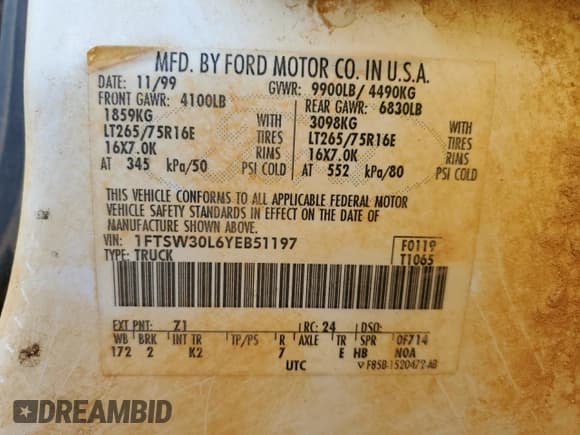 MFD. BY FORD MOTOR CO. IN U.S.A.
DATE: 11/99 GVWR: 9900LB/ 4490KG
FRONT GAWR: 4100LB REAR GAWR: 6830LB
1859KG WITH 3098KG WITH
LT265/75R16E TIRES LT265/75R16E TIRES
16X7.0K RIMS 16X7.0K RIMS
AT 345 kPa/50 PSI COLD AT 552 kPa/80 PSI COLD
THIS VEHICLE CONFORMS TO ALL APPLICABLE FEDERAL MOTOR
VEHICLE SAFETY STANDARDS IN EFFECT ON THE DATE OF
MANUFACTURE SHOWN ABOVE.
VIN: 1FTSW30L6YEB51197 F0119
TYPE: TRUCK T1065
EXT PNT: Z1 RC: 24 DSO:
WB BRK INT TR TP/PS R AXLE TR SPR 0F714
172 2 K2 7 E HB N0A
UTC F85B-1520472-AB
DREAMBID